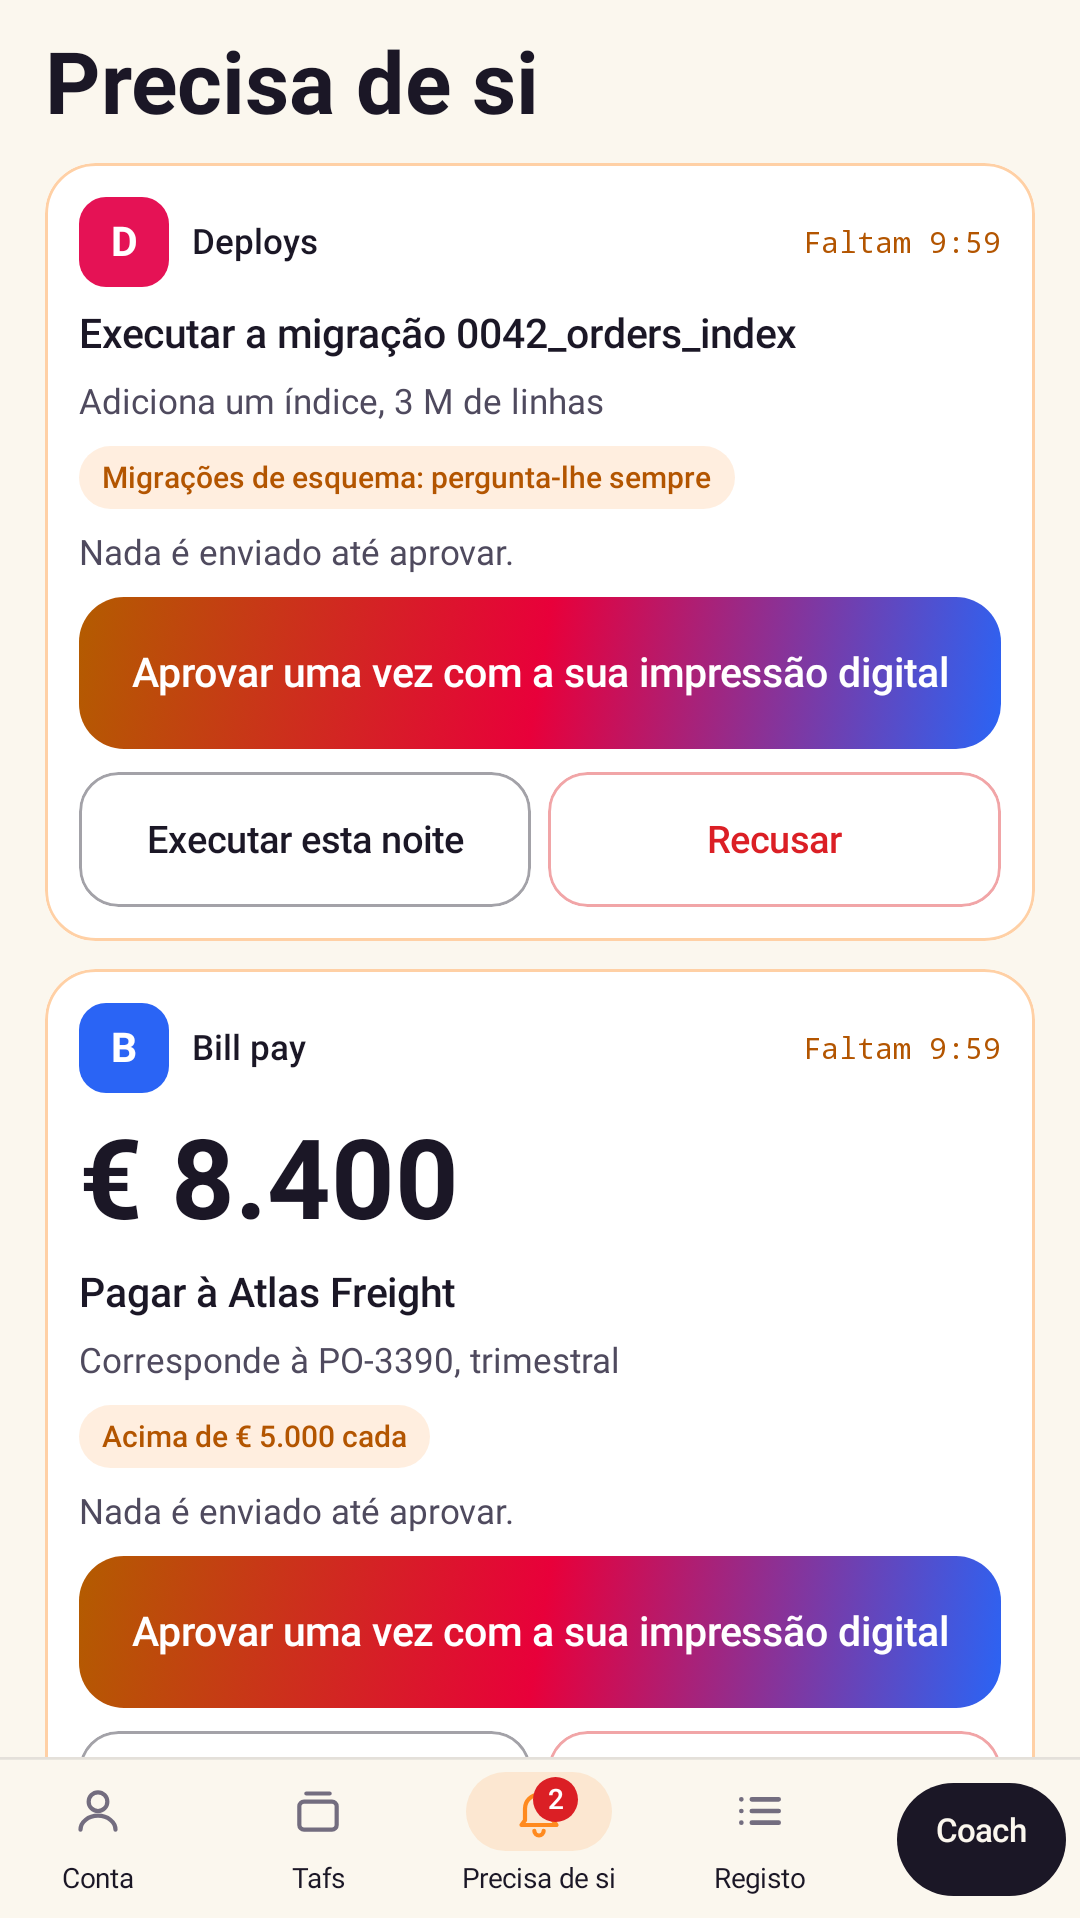 Precisa de si
D
Deploys
Faltam 9:59
Executar a migração 0042_orders_index
Adiciona um índice, 3 M de linhas
Migrações de esquema: pergunta-lhe sempre
Nada é enviado até aprovar.
Aprovar uma vez com a sua impressão digital
Executar esta noite
Recusar
B
Bill pay
Faltam 9:59
€ 8.400
Pagar à Atlas Freight
Corresponde à PO-3390, trimestral
Acima de € 5.000 cada
Nada é enviado até aprovar.
Aprovar uma vez com a sua impressão digital
2
Conta
Tafs
Precisa de si
Registo
Coach